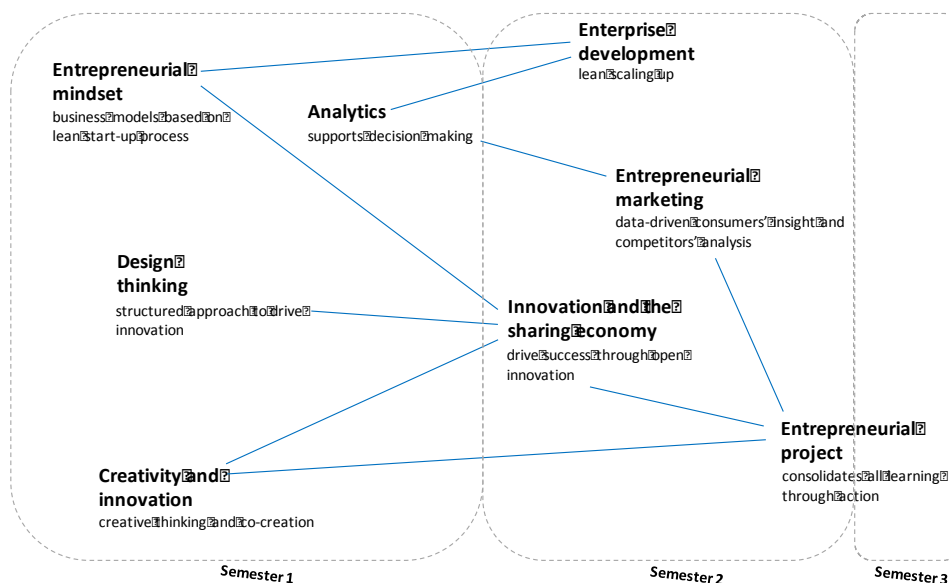 Enterprise
development
lean scaling up
Entrepreneurial
mindset
business models based on
lean start-up process
Analytics
supports decision making
Entrepreneurial
marketing
data-driven consumers' insight and
competitors' analysis
Design
thinking
structured approach to drive
innovation
Innovation and the
sharing economy
drive success through open
innovation
Entrepreneurial
project
consolidates all learning
through action
Creativity and
innovation
creative thinking and co-creation
Semester 1
Semester 2
Semester 3